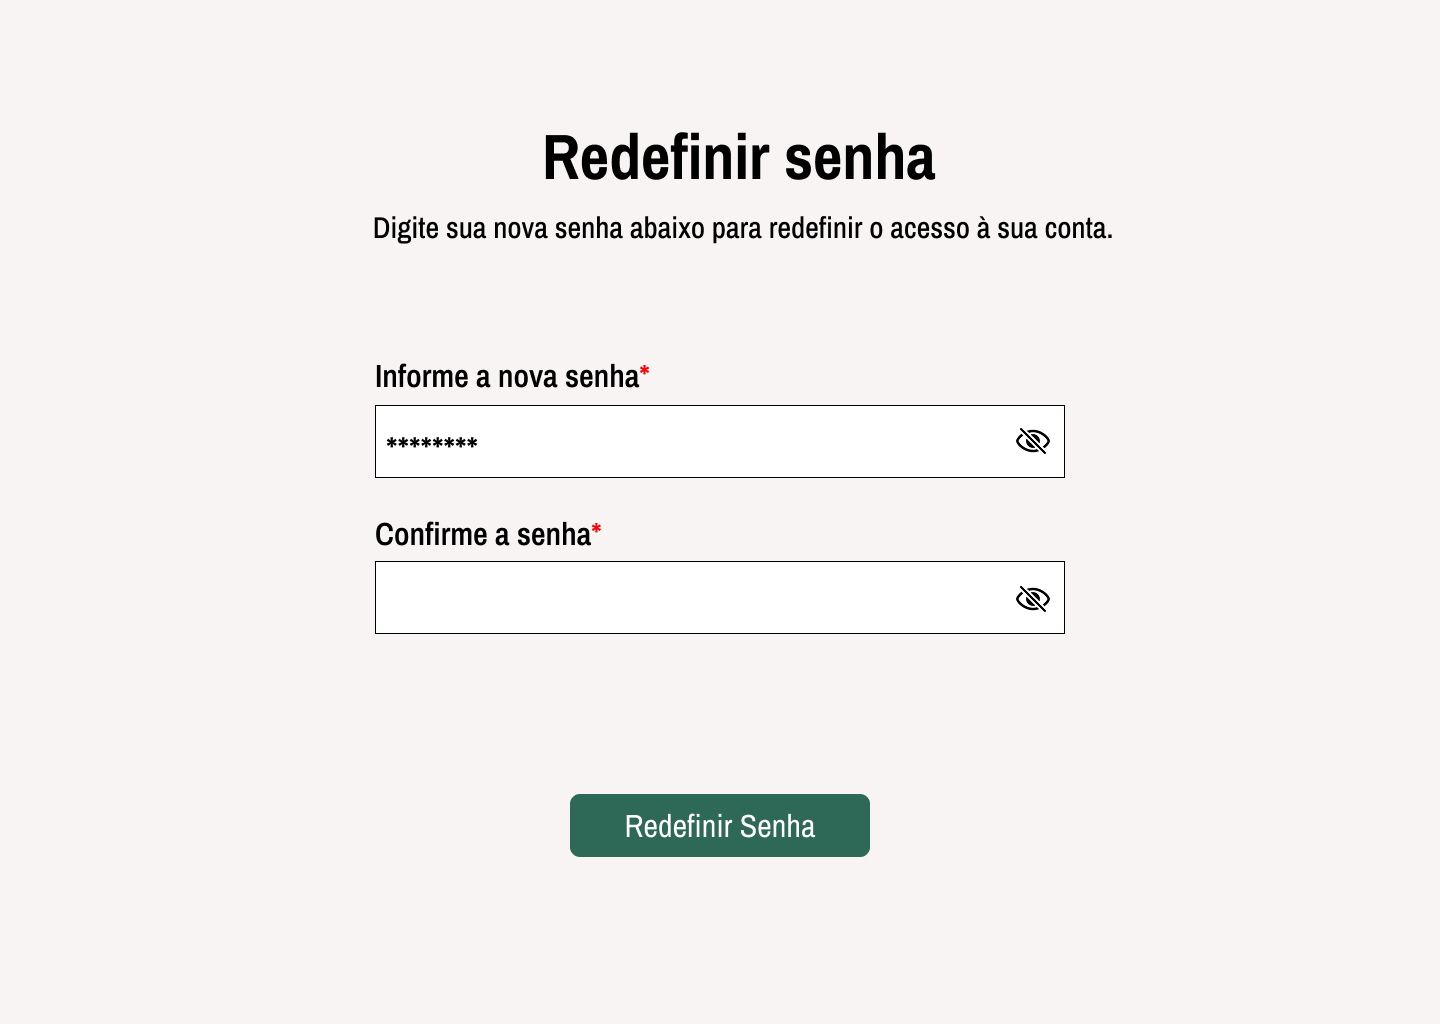 Redefinir senha
Digite sua nova senha abaixo para redefinir o acesso à sua conta.
Informe a nova senha*
********
Confirme a senha*
Redefinir Senha